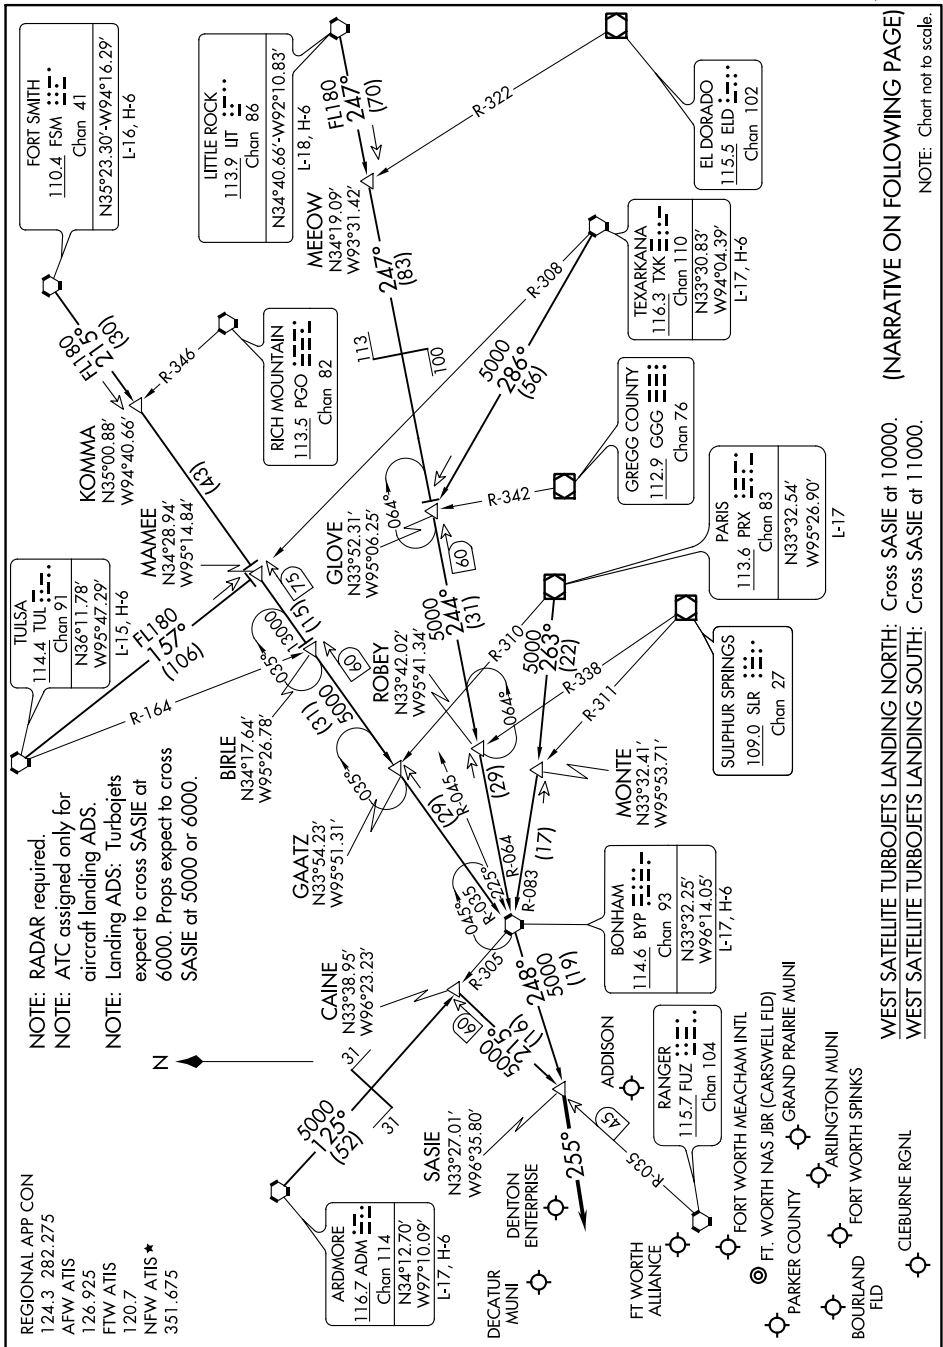 REGIONAL APP CON
124.3 282.275
AFW ATIS
126.925
FTW ATIS
120.7
NFW ATIS ★
351.675
NOTE: RADAR required.
NOTE: ATC assigned only for
aircraft landing ADS.
NOTE: Landing ADS: Turbojets
expect to cross SASIE at
6000. Props expect to cross
SASIE at 5000 or 6000.
N
TULSA
114.4 TUL
Chan 91
N36°11.78'
W95°47.29'
L-15, H-6
FL180
157°
(106)
R-164
FORT SMITH
110.4 FSM
Chan 41
N35°23.30'-W94°16.29'
L-16, H-6
FL180
215°
(30)
KOMMA
N35°00.88'
W94°40.66'
R-346
RICH MOUNTAIN
113.5 PGO
Chan 82
(43)
MAMEE
N34°28.94'
W95°14.84'
75
(15)
13000
035°
BIRLE
N34°17.64'
W95°26.78'
60
5000
(31)
035°
GAATZ
N33°54.23'
W95°51.31'
(29)
R-035
045°
LITTLE ROCK
113.9 LIT
Chan 86
N34°40.66'-W92°10.83'
L-18, H-6
FL180
247°
(70)
MEEOW
N34°19.09'
W93°31.42'
R-322
EL DORADO
115.5 ELD
Chan 102
247°
(83)
113
100
R-308
TEXARKANA
116.3 TXK
Chan 110
N33°30.83'
W94°04.39'
L-17, H-6
5000
286°
(56)
GLOVE
N33°52.31'
W95°06.25'
064°
R-342
GREGG COUNTY
112.9 GGG
Chan 76
60
5000
244°
(31)
ROBEY
N33°42.02'
W95°41.34'
R-310
064°
R-338
R-045
225°
(29)
R-064
PARIS
113.6 PRX
Chan 83
N33°32.54'
W95°26.90'
L-17
5000
263°
(22)
R-311
SULPHUR SPRINGS
109.0 SLR
Chan 27
MONTE
N33°32.41'
W95°53.71'
(17)
R-083
BONHAM
114.6 BYP
Chan 93
N33°32.25'
W96°14.05'
L-17, H-6
R-305
CAINE
N33°38.95'
W96°23.23'
60
5000
215°
(16)
248°
5000
(19)
31
31
5000
125°
(52)
ARDMORE
116.7 ADM
Chan 114
N34°12.70'
W97°10.09'
L-17, H-6
SASIE
N33°27.01'
W96°35.80'
255°
45
R-035
RANGER
115.7 FUZ
Chan 104
ADDISON
DENTON
ENTERPRISE
DECATUR
MUNI
FT WORTH
ALLIANCE
FORT WORTH MEACHAM INTL
FT. WORTH NAS JBR (CARSWELL FLD)
GRAND PRAIRIE MUNI
PARKER COUNTY
ARLINGTON MUNI
FORT WORTH SPINKS
BOURLAND
FLD
CLEBURNE RGNL
WEST SATELLITE TURBOJETS LANDING NORTH: Cross SASIE at 10000.
WEST SATELLITE TURBOJETS LANDING SOUTH: Cross SASIE at 11000.
(NARRATIVE ON FOLLOWING PAGE)
NOTE: Chart not to scale.